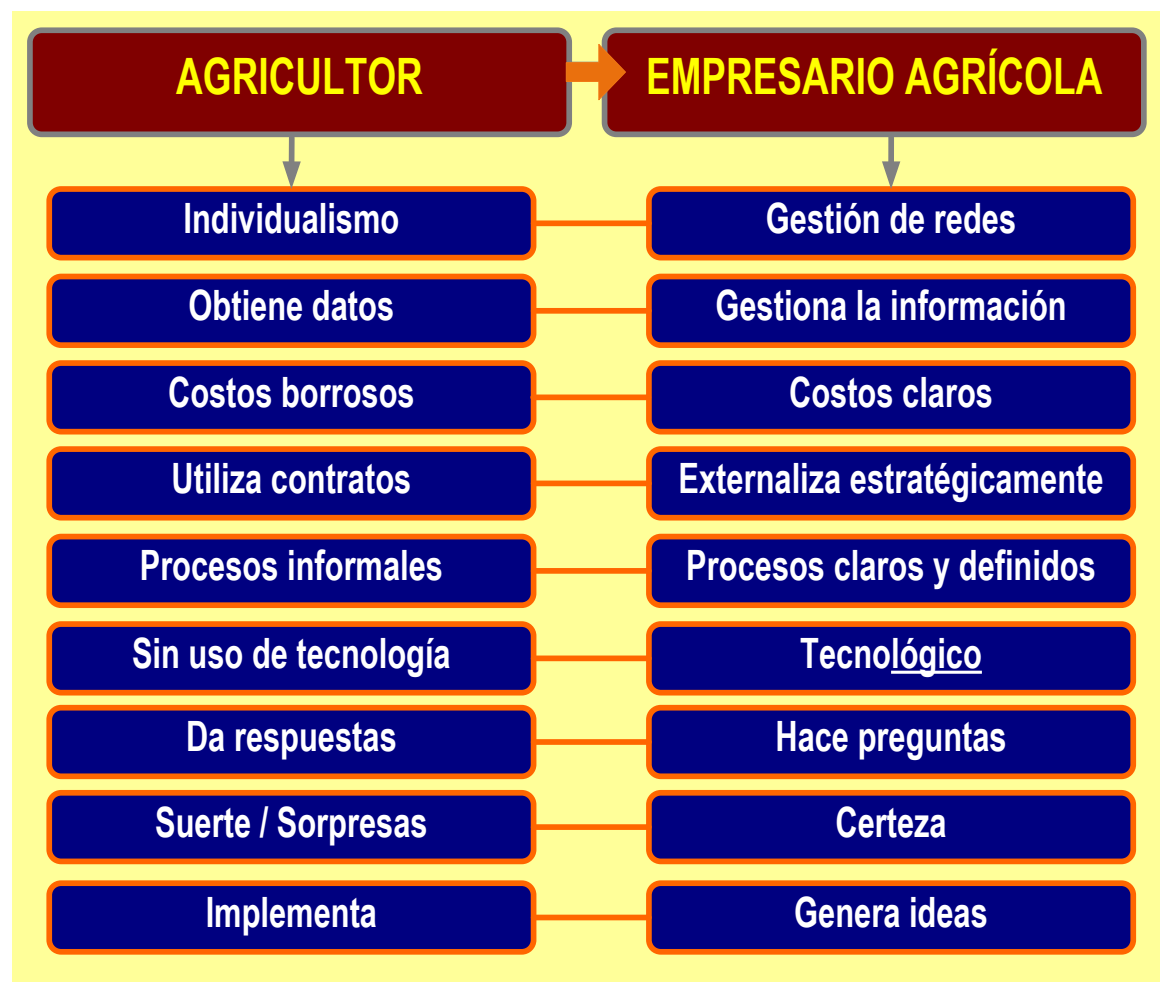 AGRICULTOR
EMPRESARIO AGRÍCOLA
Individualismo
Gestión de redes
Obtiene datos
Gestiona la información
Costos borrosos
Costos claros
Utiliza contratos
Externaliza estratégicamente
Procesos informales
Procesos claros y definidos
Sin uso de tecnología
Tecnológico
Da respuestas
Hace preguntas
Suerte / Sorpresas
Certeza
Implementa
Genera ideas